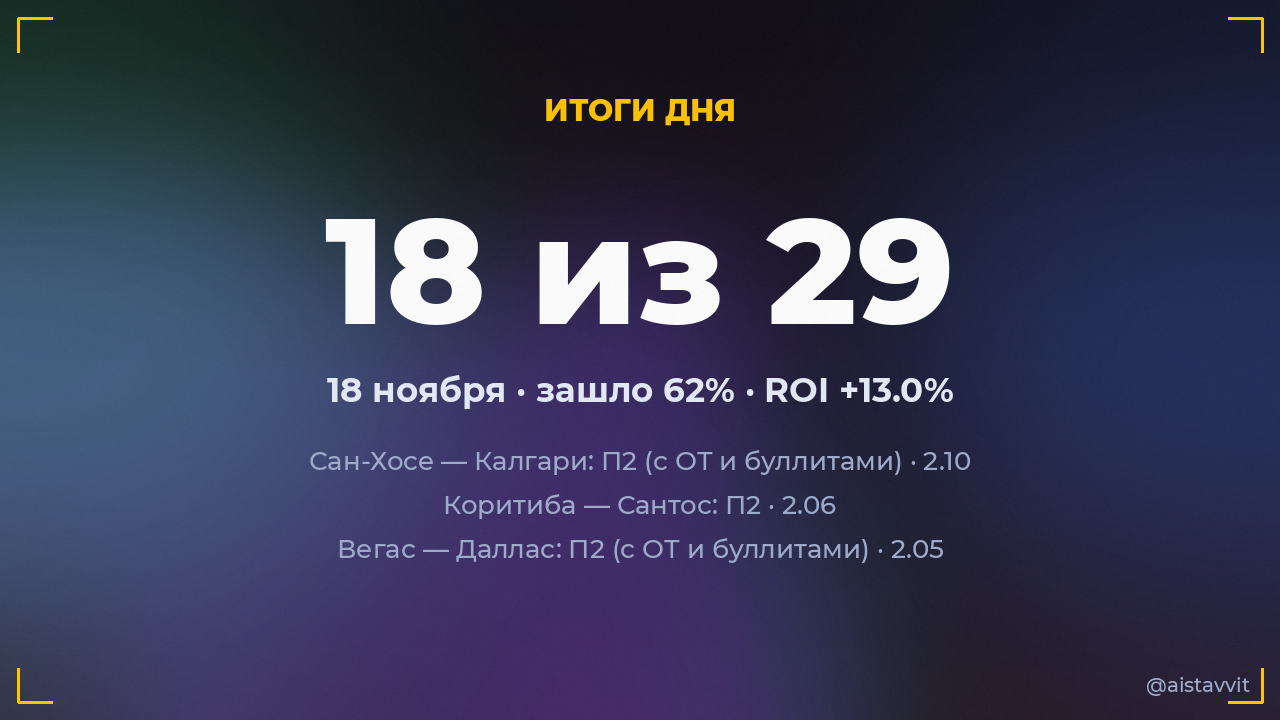 ИТОГИ ДНЯ
18 из 29
18 ноября · зашло 62% · ROI +13.0%
Сан-Хосе — Калгари: П2 (с ОТ и буллитами) · 2.10
Коритиба — Сантос: П2 · 2.06
Вегас — Даллас: П2 (с ОТ и буллитами) · 2.05
@aistavvit